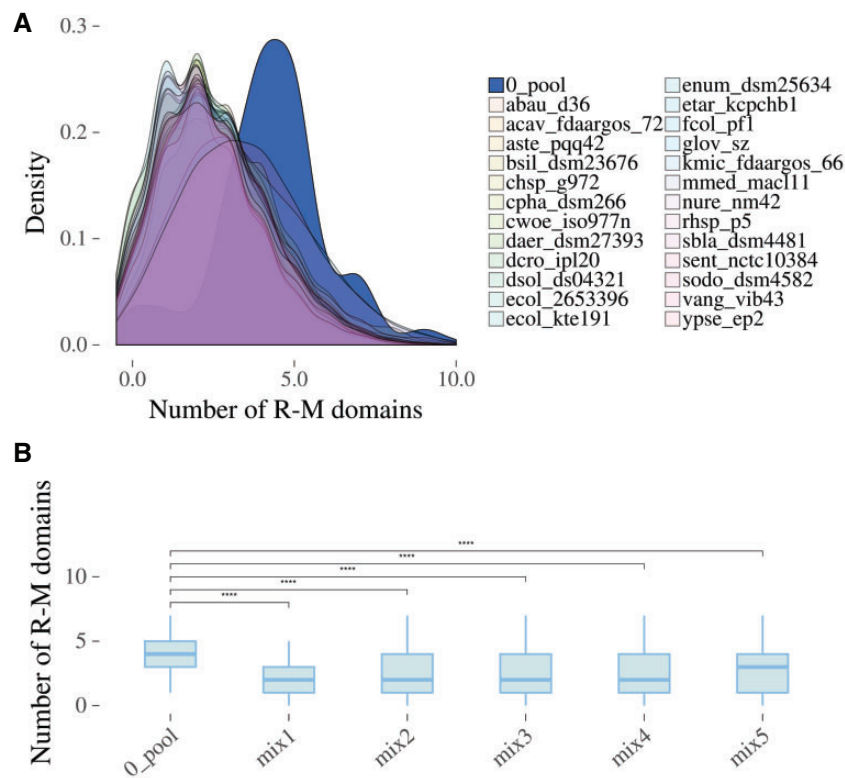 A
0.3
0.2
0.1
0.0
Density
0.0 5.0 10.0
Number of R-M domains
0_pool
abau_d36
acav_fdaargos_72
aste_pqq42
bsil_dsm23676
chsp_g972
cpha_dsm266
cwoe_iso977n
daer_dsm27393
dcro_ipl20
dsol_ds04321
ecol_2653396
ecol_kte191
enum_dsm25634
etar_kcpchb1
fcol_pf1
glov_sz
kmic_fdaargos_66
mmed_macl11
nure_nm42
rhsp_p5
sbla_dsm4481
sent_nctc10384
sodo_dsm4582
vang_vib43
ypse_ep2
B
Number of R-M domains
10
5
0
****
****
****
****
****
0_pool mix1 mix2 mix3 mix4 mix5